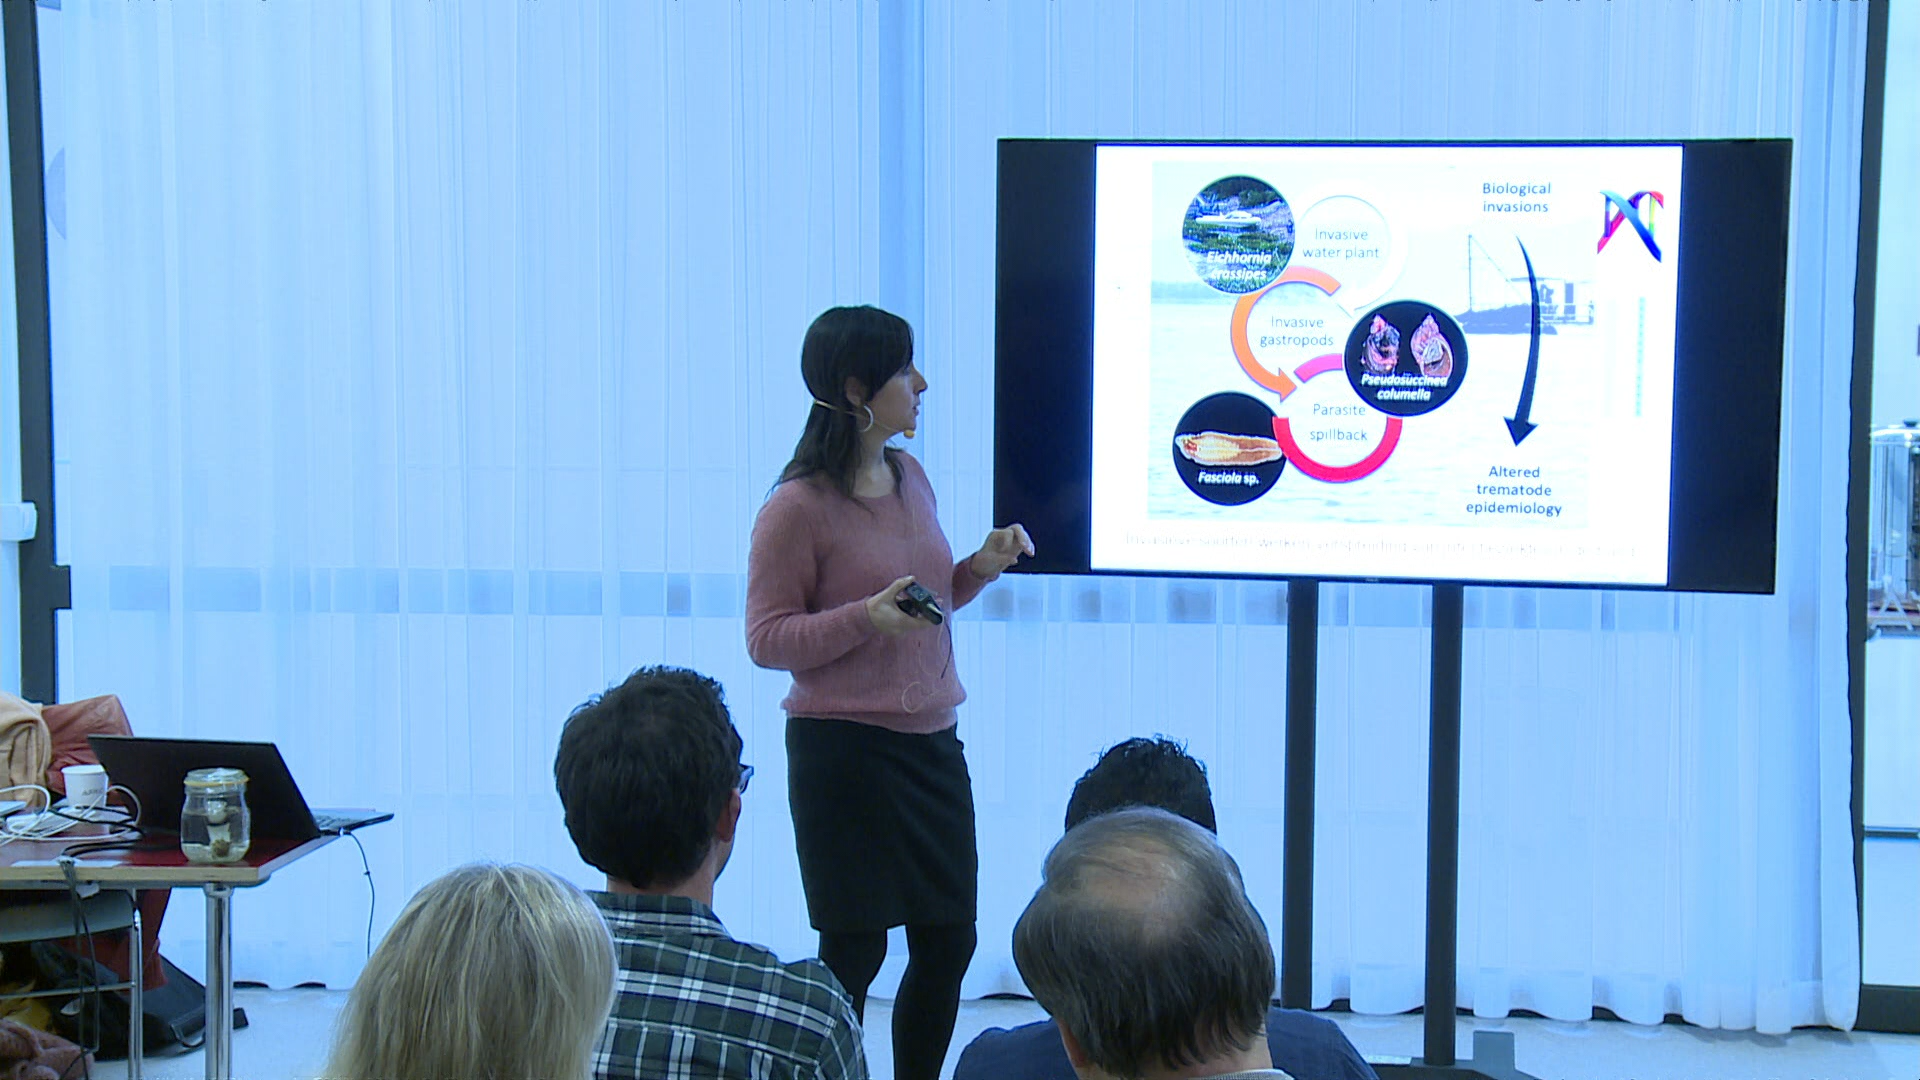 Biological
invasions
Invasive
water plant
Eichhornia
crassipes
Invasive
gastropods
Pseudosuccinea
columella
Parasite
spillback
Fasciola sp.
Altered
trematode
epidemiology